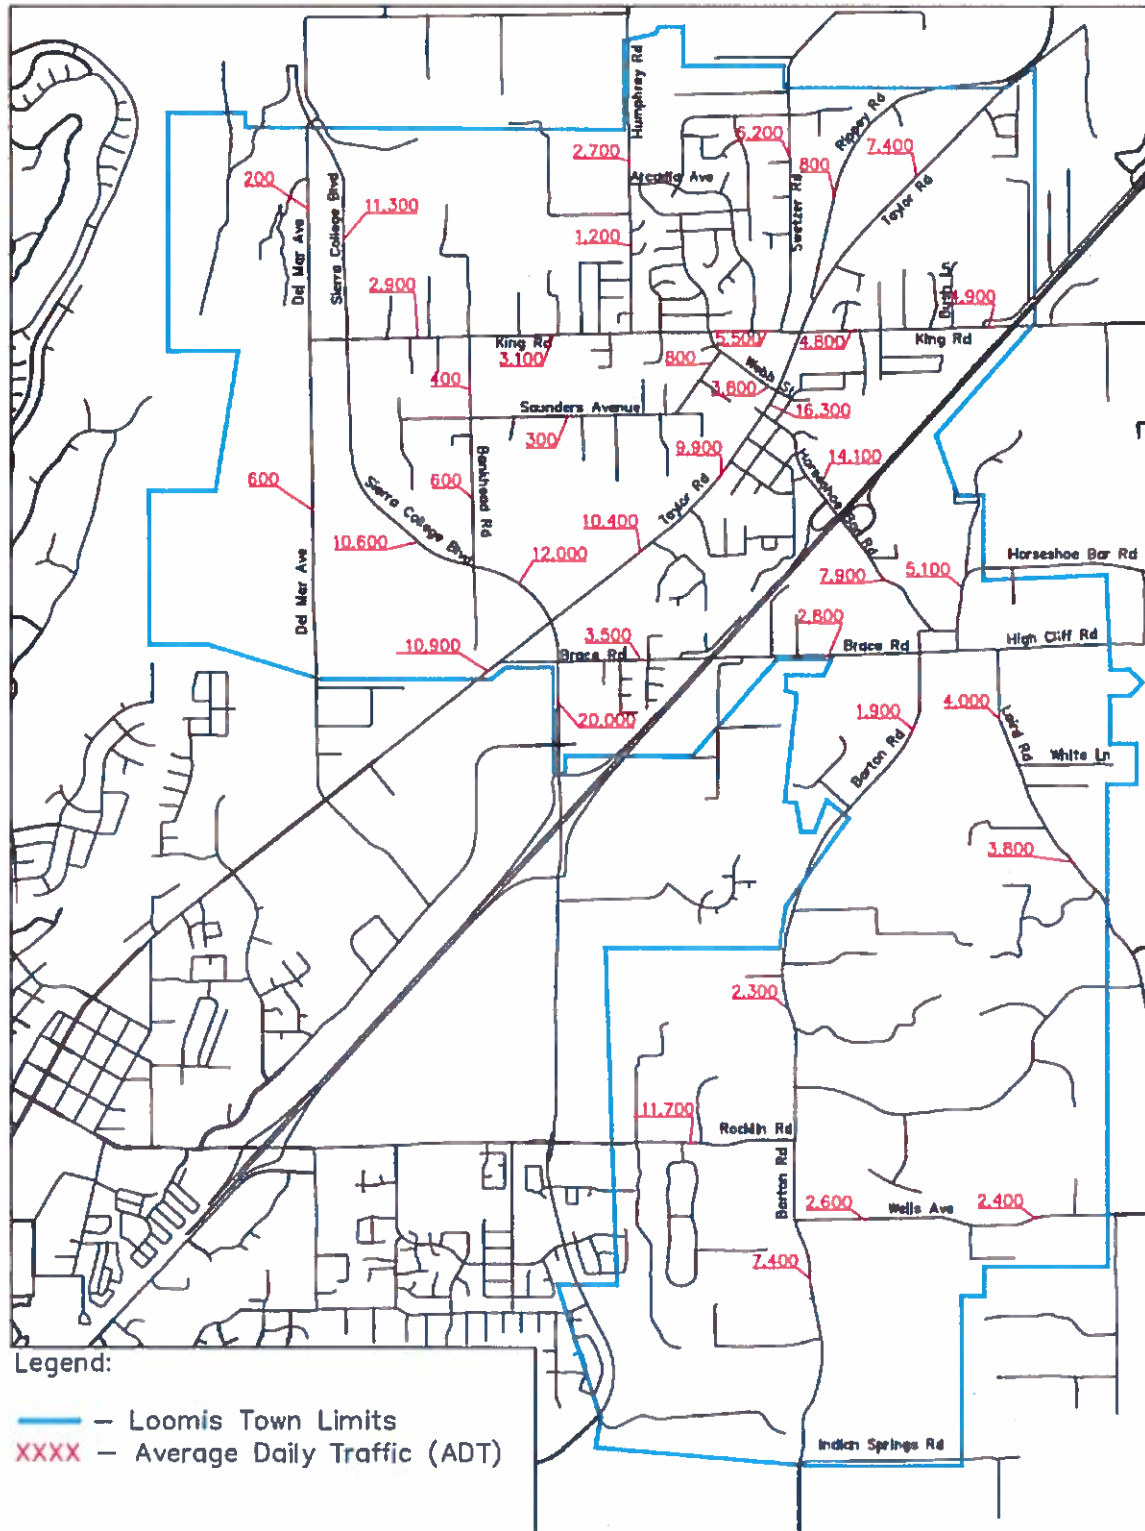 Humphrey Rd
6.200
Rippey Rd
7.400
2.700
800
Arcadia Ave
200
Sierra College Blvd
11.300
Swetzer Rd
Taylor Rd
1.200
Del Mar Ave
2.900
4.900
King Rd
3.100
5.500
4.800
King Rd
800
400
Webb St
3.800
Saunders Avenue
16.300
300
9.900
14.100
Horseshoe Bar Rd
600
Bankhead Rd
600
Taylor Rd
Sierra College Blvd
10.600
10.400
12.000
7.900
5.100
Horseshoe Bar Rd
Del Mar Ave
10.900
3.500
Brace Rd
2.800
Brace Rd
High Cliff Rd
20.000
1.900
Barton Rd
4.000
Laird Rd
White Ln
3.800
2.300
11.700
Rocklin Rd
Barton Rd
2.600
Wells Ave
2.400
7.400
Indian Springs Rd
Legend:
— Loomis Town Limits
XXXX — Average Daily Traffic (ADT)